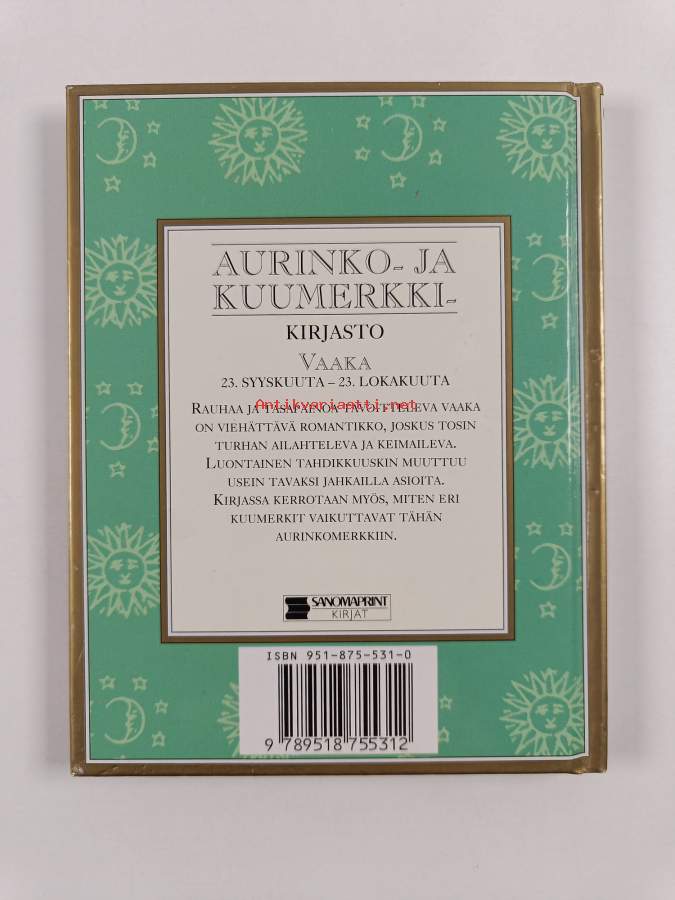 AURINKO- JA
KUUMERKKI-
KIRJASTO
VAAKA
23. SYYSKUUTA – 23. LOKAKUUTA
RAUHAA JA TASAPAINOA TAVOITTELEVA VAAKA
Antikvariaatti.net
ON VIEHÄTTÄVÄ ROMANTIKKO, JOSKUS TOSIN
TURHAN AILAHTELEVA JA KEIMAILEVA.
LUONTAINEN TAHDIKKUUSKIN MUUTTUU
USEIN TAVAKSI JAHKAILLA ASIOITA.
KIRJASSA KERROTAAN MYÖS, MITEN ERI
KUUMERKIT VAIKUTTAVAT TÄHÄN
AURINKOMERKKIIN.
SANOMAPRINT
KIRJAT
ISBN 951-875-531-0
9 789518 755312